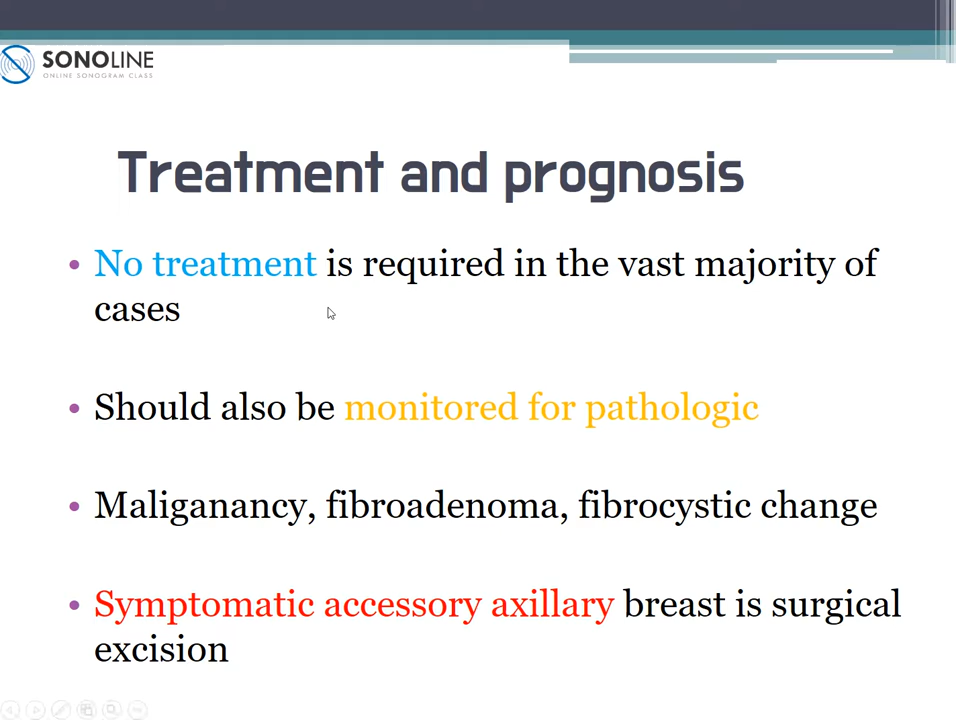 SONOLINE
ONLINE SONOGRAM CLASS
Treatment and prognosis
• No treatment is required in the vast majority of
cases
• Should also be monitored for pathologic
• Maliganancy, fibroadenoma, fibrocystic change
• Symptomatic accessory axillary breast is surgical
excision